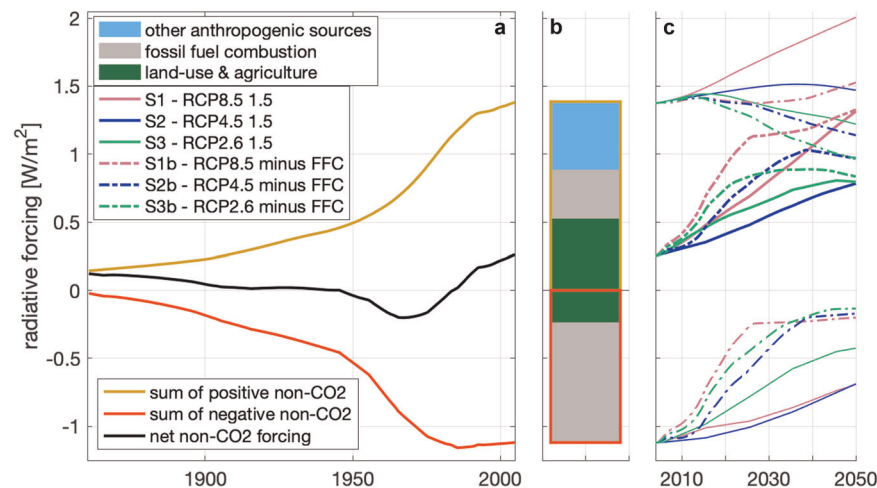 a
b
c
other anthropogenic sources
fossil fuel combustion
land-use & agriculture
S1 - RCP8.5 1.5
S2 - RCP4.5 1.5
S3 - RCP2.6 1.5
S1b - RCP8.5 minus FFC
S2b - RCP4.5 minus FFC
S3b - RCP2.6 minus FFC
radiative forcing [W/m²]
2
1.5
1
0.5
0
-0.5
-1
sum of positive non-CO2
sum of negative non-CO2
net non-CO2 forcing
1900
1950
2000
2010
2030
2050